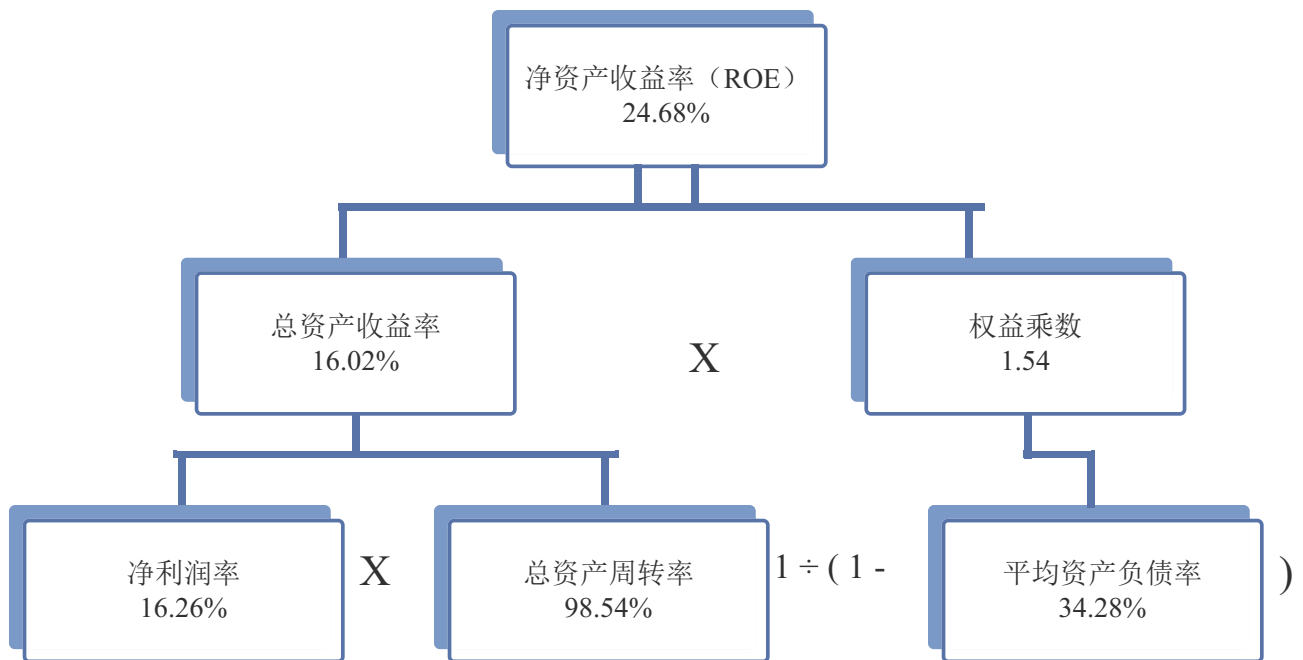 净资产收益率（ROE）
24.68%
总资产收益率
16.02%
X
权益乘数
1.54
净利润率
16.26%
X
总资产周转率
98.54%
1 ÷ ( 1 -
平均资产负债率
34.28%
)